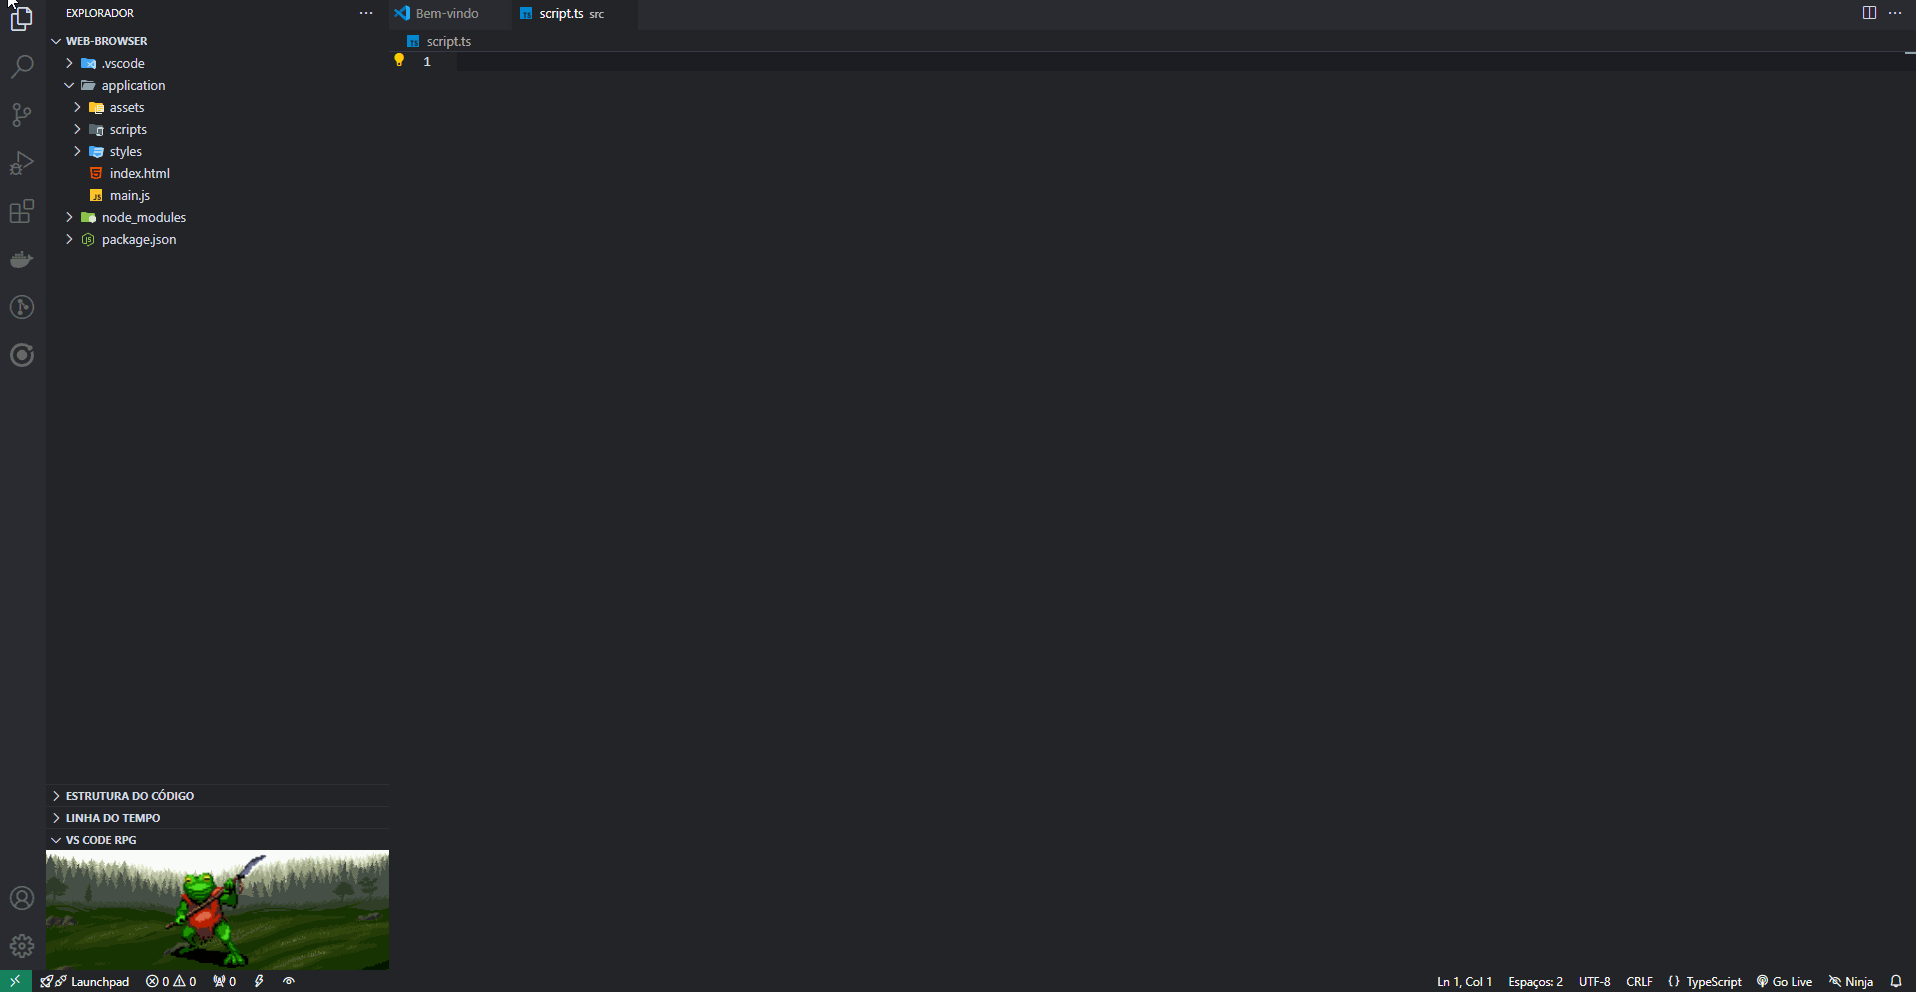 EXPLORADOR
WEB-BROWSER
.vscode
application
assets
scripts
styles
index.html
main.js
node_modules
package.json
ESTRUTURA DO CÓDIGO
LINHA DO TEMPO
VS CODE RPG
Bem-vindo
script.ts src
script.ts
1
Launchpad 0 0 0
Ln 1, Col 1 Espaços: 2 UTF-8 CRLF {} TypeScript Go Live Ninja